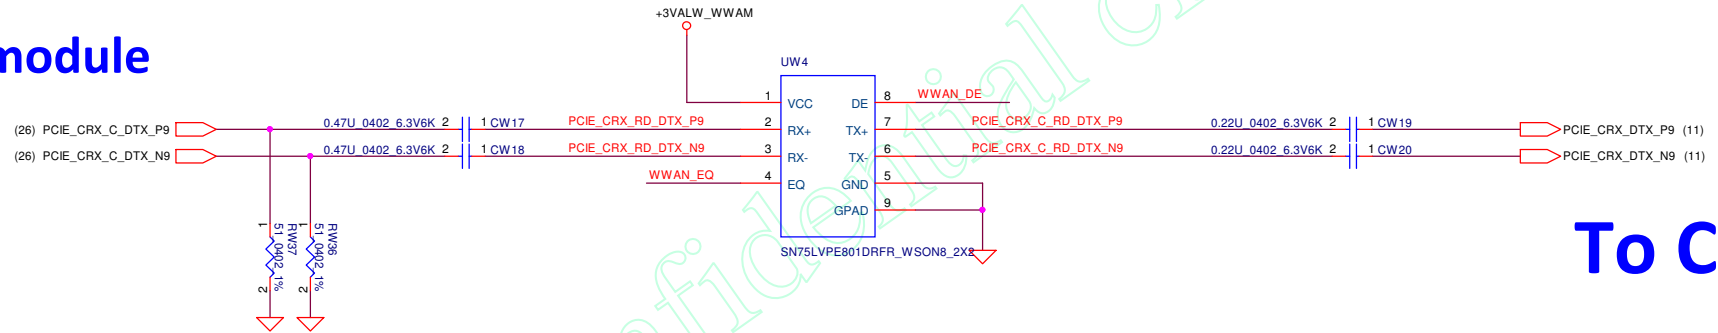 +3VALW_WWAM
module
UW4
1 VCC DE 8 WWAN_DE
(26) PCIE_CRX_C_DTX_P9 0.47U_0402_6.3V6K 2 1 CW17 PCIE_CRX_RD_DTX_P9 2 RX+ TX+ 7 PCIE_CRX_C_RD_DTX_P9 0.22U_0402_6.3V6K 2 1 CW19 PCIE_CRX_DTX_P9 (11)
(26) PCIE_CRX_C_DTX_N9 0.47U_0402_6.3V6K 2 1 CW18 PCIE_CRX_RD_DTX_N9 3 RX- TX- 6 PCIE_CRX_C_RD_DTX_N9 0.22U_0402_6.3V6K 2 1 CW20 PCIE_CRX_DTX_N9 (11)
WWAN_EQ 4 EQ GND 5
GPAD 9
SN75LVPE801DRFR_WSON8_2X2
1 RW37 51_0402_1% 2
1 RW36 51_0402_1% 2
To C
onfidential C